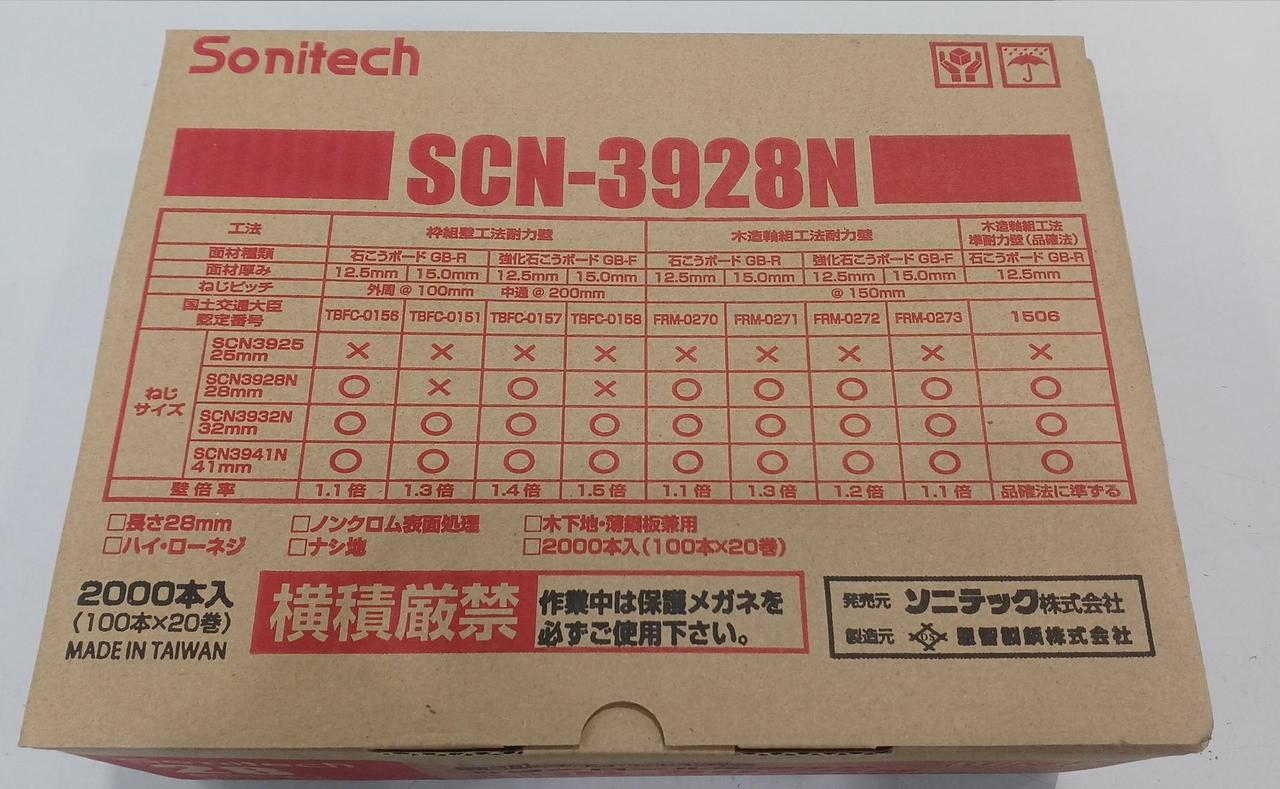 Sonitech
SCN-3928N
工法 枠組壁工法耐力壁 木造軸組工法耐力壁 木造軸組工法
準耐力壁(品確法)
面材種類 石こうボード GB-R 強化石こうボード GB-F 石こうボード GB-R 強化石こうボード GB-F 石こうボード GB-R
面材厚み 12.5mm 15.0mm 12.5mm 15.0mm 12.5mm 15.0mm 12.5mm 15.0mm 12.5mm
ねじピッチ 外周@100mm 中通@200mm @150mm
国土交通大臣
認定番号 TBFC-0156 TBFC-0151 TBFC-0157 TBFC-0158 FRM-0270 FRM-0271 FRM-0272 FRM-0273 1506
ねじ
サイズ
SCN3925
25mm × × × × × × × × ×
SCN3928N
28mm ○ × ○ × ○ ○ ○ ○ ○
SCN3932N
32mm ○ ○ ○ ○ ○ ○ ○ ○ ○
SCN3941N
41mm ○ ○ ○ ○ ○ ○ ○ ○ ○
壁倍率 1.1倍 1.3倍 1.4倍 1.5倍 1.1倍 1.3倍 1.2倍 1.1倍 品確法に準ずる
□長さ28mm □ノンクロム表面処理 □木下地・薄鋼板兼用
□ハイ・ローネジ □ナシ地 □2000本入(100本×20巻)
2000本入
(100本×20巻)
MADE IN TAIWAN
横積厳禁
作業中は保護メガネを
必ずご使用下さい。
発売元 ソニテック株式会社
製造元 DS 株式会社